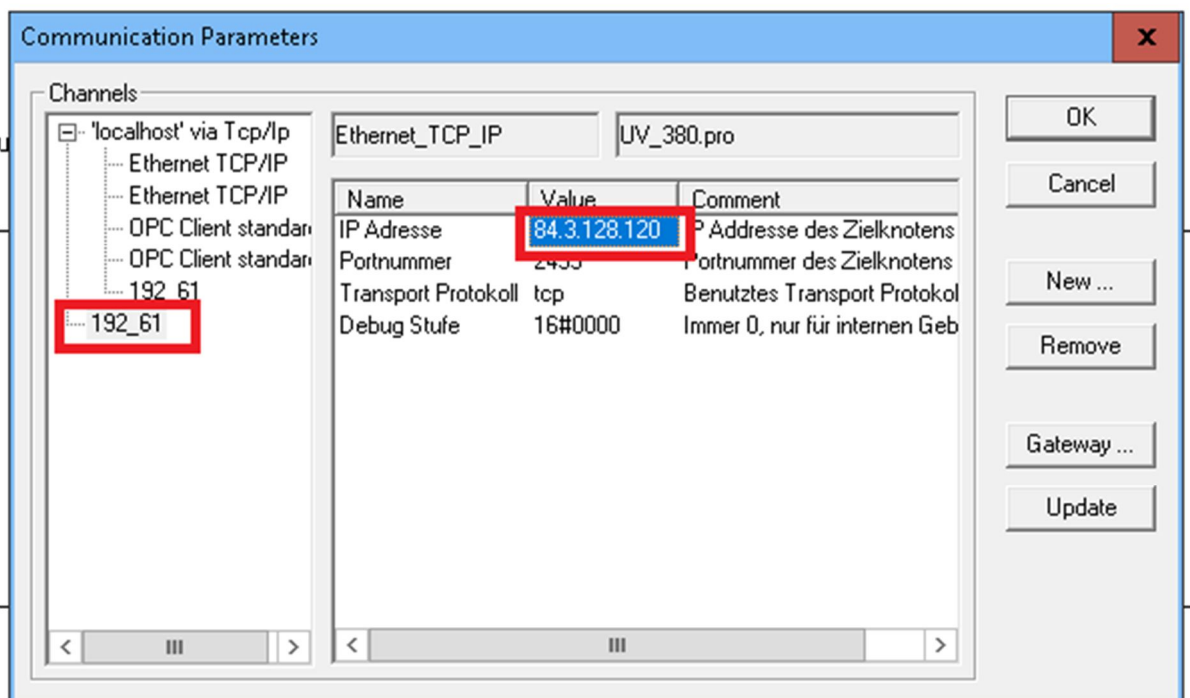 Communication Parameters x
Channels
'localhost' via Tcp/Ip
Ethernet TCP/IP
Ethernet TCP/IP
OPC Client standar
OPC Client standar
192_61
192_61
Ethernet_TCP_IP UV_380.pro
Name Value Comment
IP Adresse 84.3.128.120 P Addresse des Zielknotens
Portnummer Portnummer des Zielknotens
Transport Protokoll tcp Benutztes Transport Protokol
Debug Stufe 16#0000 Immer 0, nur für internen Geb
OK
Cancel
New ...
Remove
Gateway ...
Update